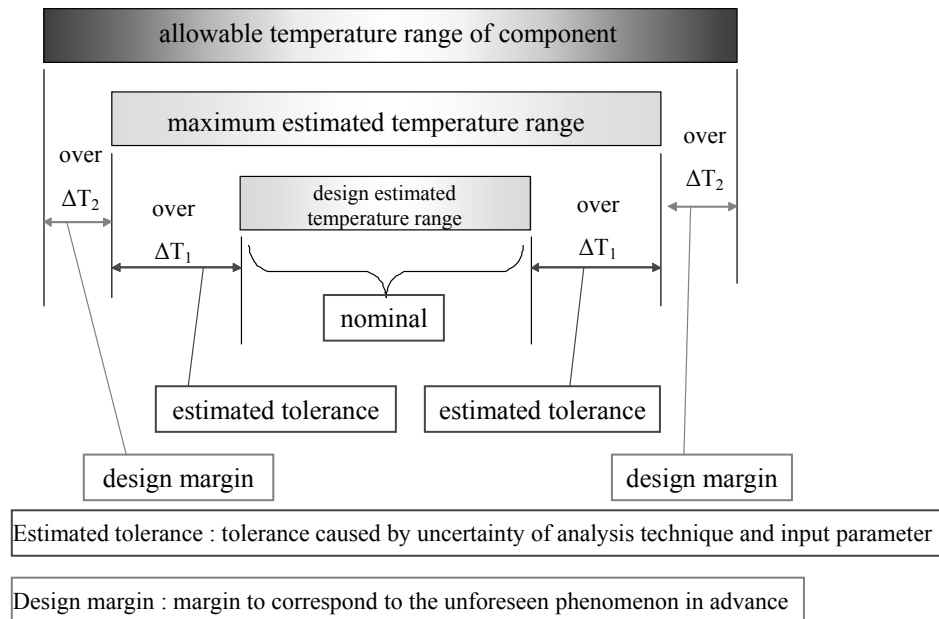 allowable temperature range of component
maximum estimated temperature range
over
ΔT₂
over
ΔT₂
design estimated
temperature range
over
ΔT₁
over
ΔT₁
nominal
estimated tolerance
estimated tolerance
design margin
design margin
Estimated tolerance : tolerance caused by uncertainty of analysis technique and input parameter
Design margin : margin to correspond to the unforeseen phenomenon in advance